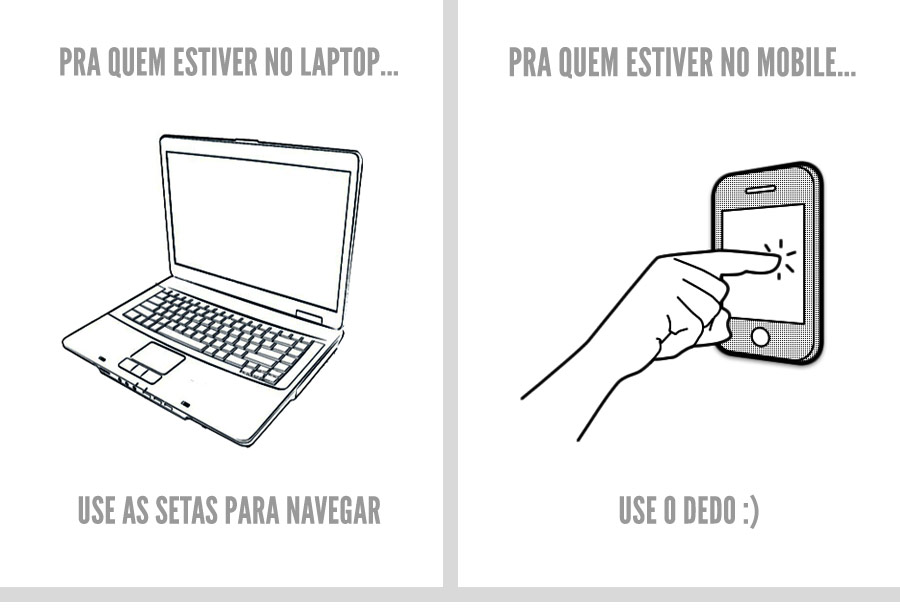 PRA QUEM ESTIVER NO LAPTOP...
USE AS SETAS PARA NAVEGAR
PRA QUEM ESTIVER NO MOBILE...
USE O DEDO :)